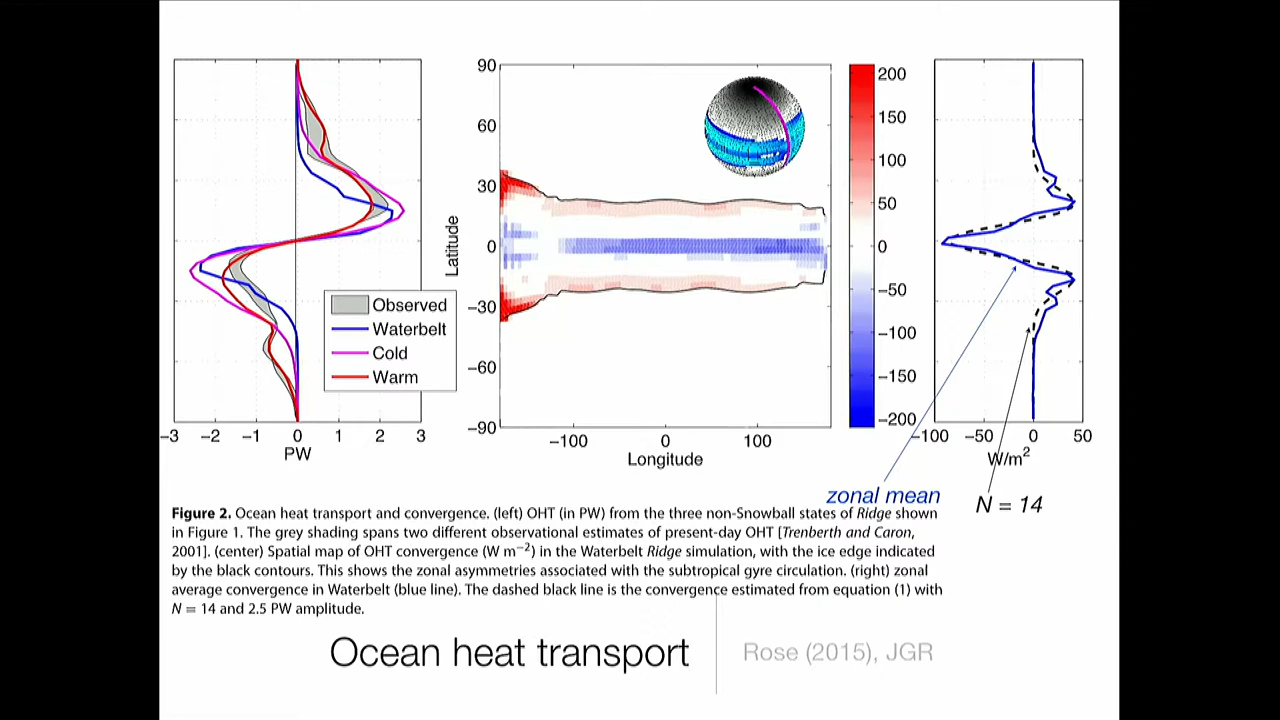 90
60
30
0
−30
−60
−90
Latitude
200
150
100
50
0
−50
−100
−150
−200
Observed
Waterbelt
Cold
Warm
−3 −2 −1 0 1 2 3
PW
−100 0 100
Longitude
−100 −50 0 50
W/m²
zonal mean
N = 14
Figure 2. Ocean heat transport and convergence. (left) OHT (in PW) from the three non-Snowball states of Ridge shown
in Figure 1. The grey shading spans two different observational estimates of present-day OHT [Trenberth and Caron,
2001]. (center) Spatial map of OHT convergence (W m⁻²) in the Waterbelt Ridge simulation, with the ice edge indicated
by the black contours. This shows the zonal asymmetries associated with the subtropical gyre circulation. (right) zonal
average convergence in Waterbelt (blue line). The dashed black line is the convergence estimated from equation (1) with
N = 14 and 2.5 PW amplitude.
Ocean heat transport
Rose (2015), JGR